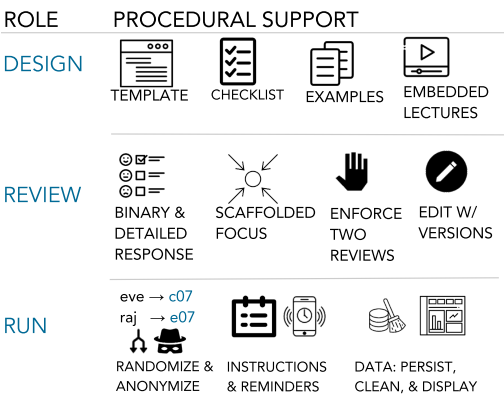 ROLE PROCEDURAL SUPPORT
DESIGN
TEMPLATE CHECKLIST EXAMPLES EMBEDDED
LECTURES
REVIEW
BINARY & SCAFFOLDED ENFORCE EDIT W/
DETAILED FOCUS TWO VERSIONS
RESPONSE REVIEWS
eve → c07
raj → e07
RUN
RANDOMIZE & INSTRUCTIONS DATA: PERSIST,
ANONYMIZE & REMINDERS CLEAN, & DISPLAY